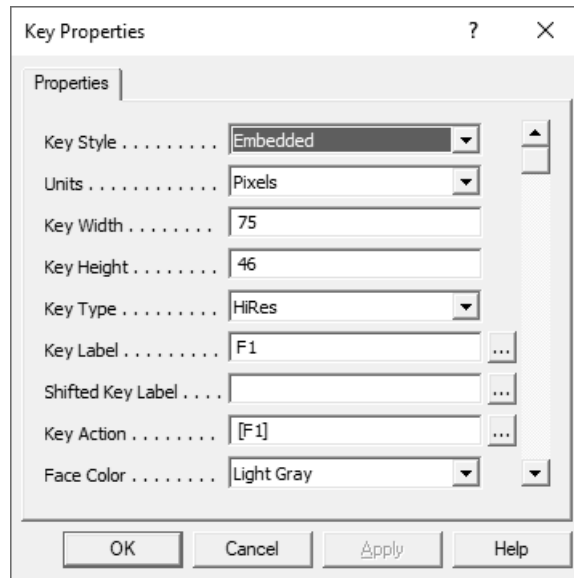 Key Properties ?
Properties
Key Style . . . . . . . . . Embedded
Units . . . . . . . . . . . . Pixels
Key Width . . . . . . . . 75
Key Height . . . . . . . . 46
Key Type . . . . . . . . . HiRes
Key Label . . . . . . . . . F1 ...
Shifted Key Label . . . . ...
Key Action . . . . . . . . [F1] ...
Face Color . . . . . . . . Light Gray
OK Cancel Apply Help